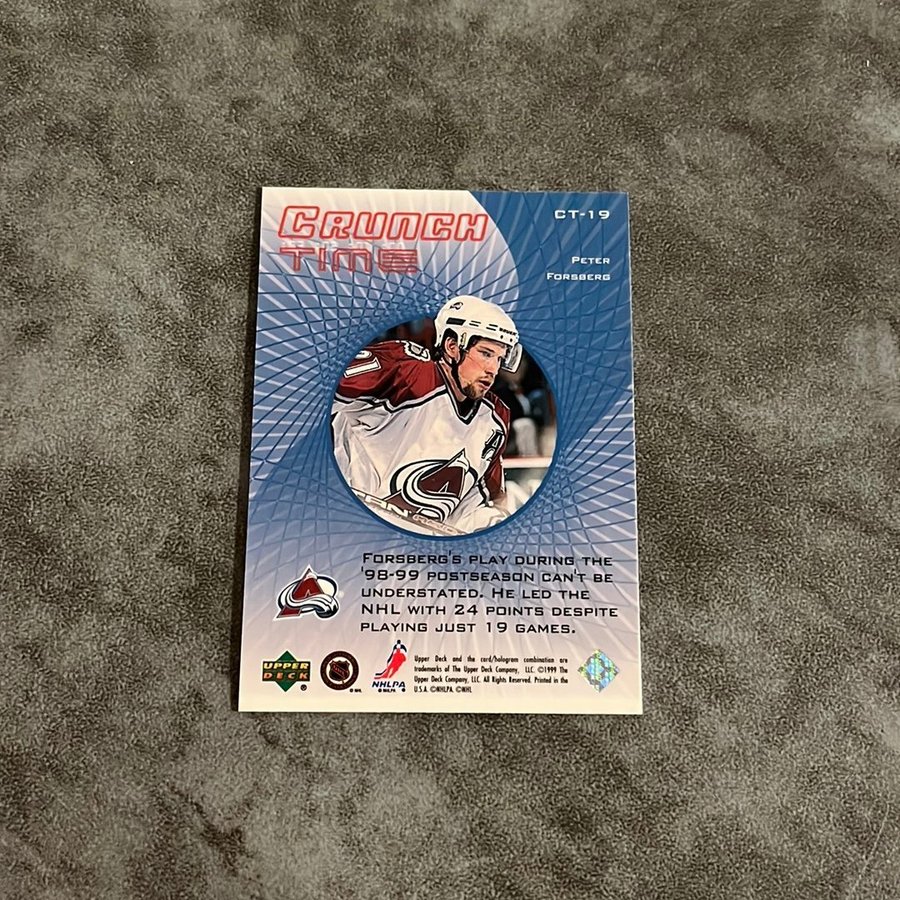 CRUNCH
TIME
CT-19
PETER
FORSBERG
21
A
FORSBERG'S PLAY DURING THE
'98-99 POSTSEASON CAN'T BE
UNDERSTATED. HE LED THE
NHL WITH 24 POINTS DESPITE
PLAYING JUST 19 GAMES.
UPPER
DECK
®
© NHL
NHLPA
© NHLPA
Upper Deck and the card/hologram combination are
trademarks of The Upper Deck Company, LLC. ©1999 The
Upper Deck Company, LLC. All Rights Reserved. Printed in the
U.S.A. ©NHLPA. ©NHL